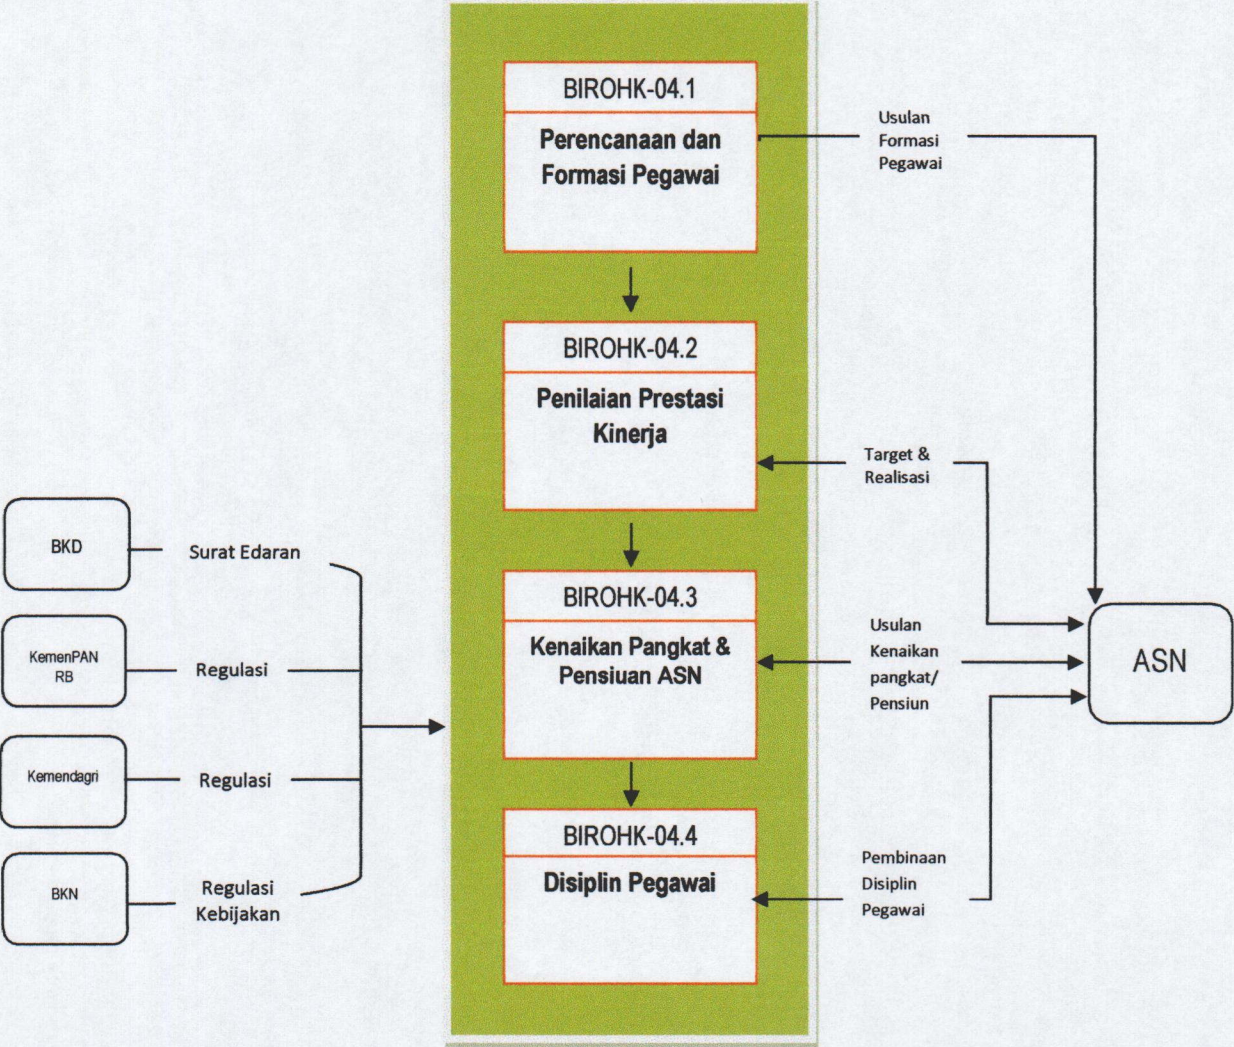 BIROHK-04.1
Perencanaan dan
Formasi Pegawai
Usulan
Formasi
Pegawai
BIROHK-04.2
Penilaian Prestasi
Kinerja
Target &
Realisasi
BKD
Surat Edaran
KemenPAN
RB
Regulasi
Kemendagri
Regulasi
BKN
Regulasi
Kebijakan
BIROHK-04.3
Kenaikan Pangkat &
Pensiuan ASN
Usulan
Kenaikan
pangkat/
Pensiun
ASN
BIROHK-04.4
Disiplin Pegawai
Pembinaan
Disiplin
Pegawai